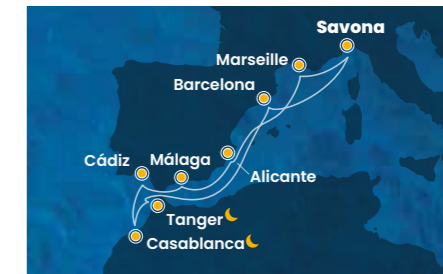 Savona
Marseille
Barcelona
Cádiz
Málaga
Alicante
Tanger
Casablanca